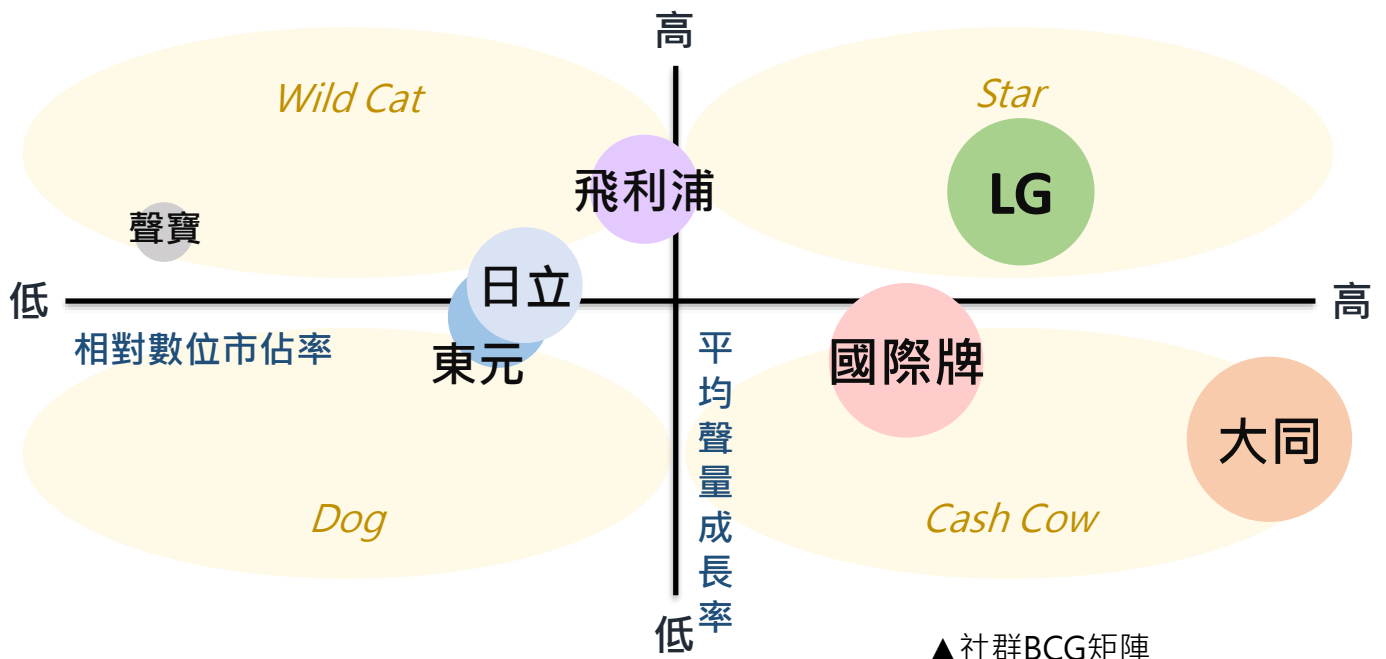 高
Wild Cat
Star
飛利浦
LG
聲寶
日立
低
高
相對數位市佔率
東元
平均聲量成長率
國際牌
大同
Dog
Cash Cow
低
▲社群BCG矩陣